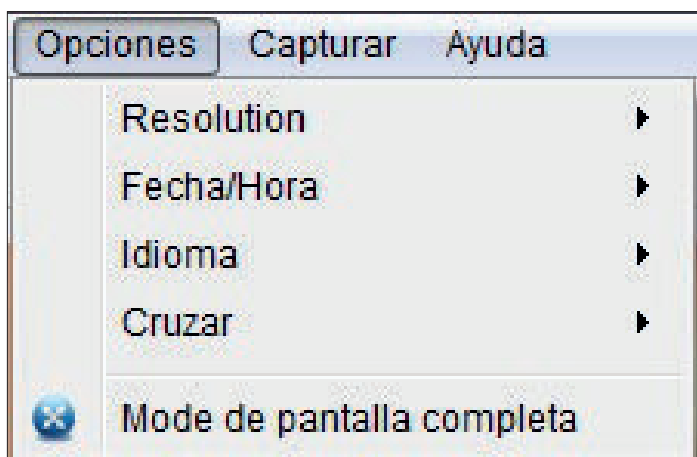 Opciones Capturar Ayuda
Resolution
Fecha/Hora
Idioma
Cruzar
Mode de pantalla completa